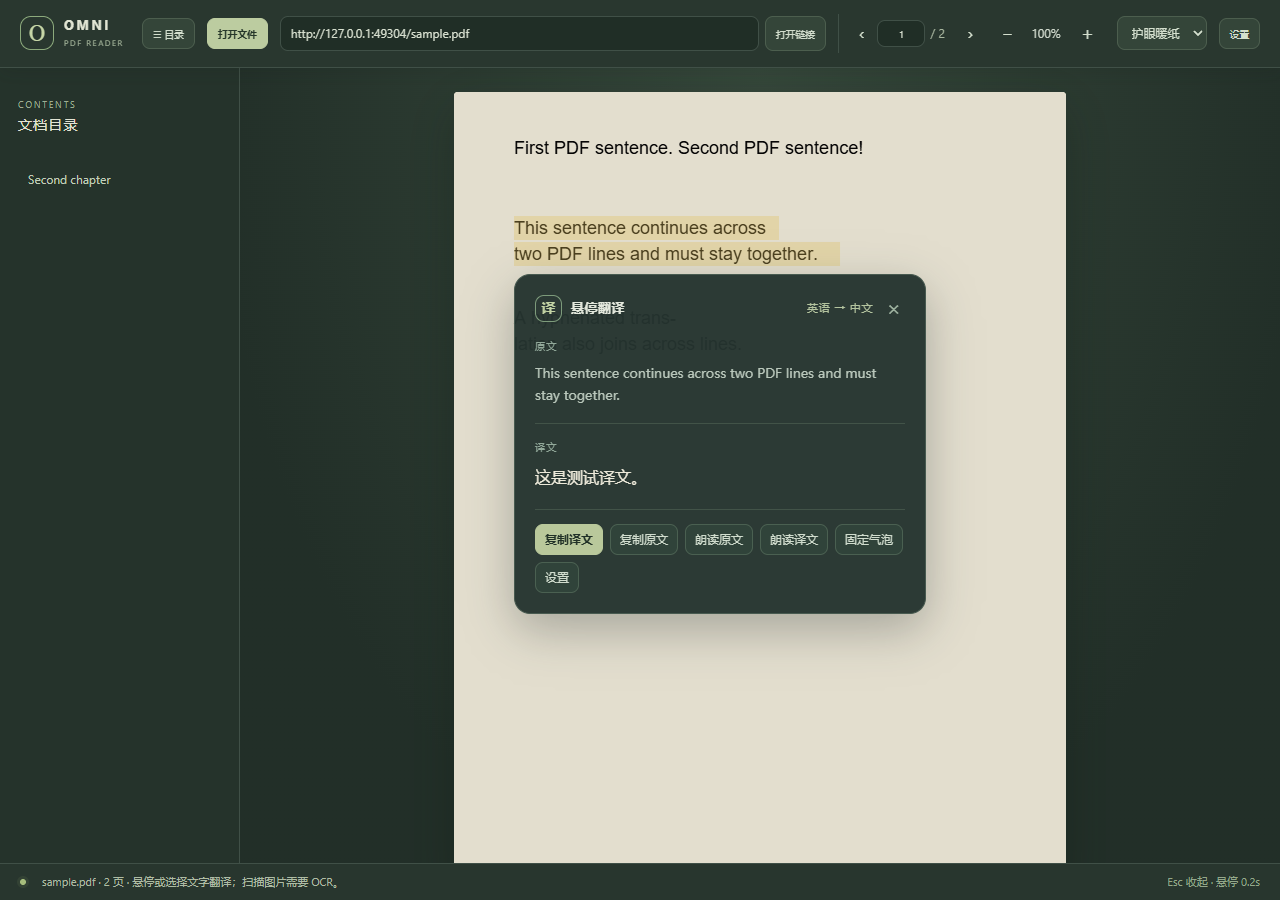 O
OMNI
PDF READER
☰ 目录
打开文件
http://127.0.0.1:49304/sample.pdf
打开链接
‹ 1 / 2 ›
− 100% +
护眼暖纸
设置
CONTENTS
文档目录
Second chapter
First PDF sentence. Second PDF sentence!
This sentence continues across
two PDF lines and must stay together.
译 悬停翻译
英语 → 中文 ×
A hyphenated trans-
also joins across lines.
原文
This sentence continues across two PDF lines and must
stay together.
译文
这是测试译文。
复制译文 复制原文 朗读原文 朗读译文 固定气泡
设置
sample.pdf · 2 页 · 悬停或选择文字翻译；扫描图片需要 OCR。
Esc 收起 · 悬停 0.2s